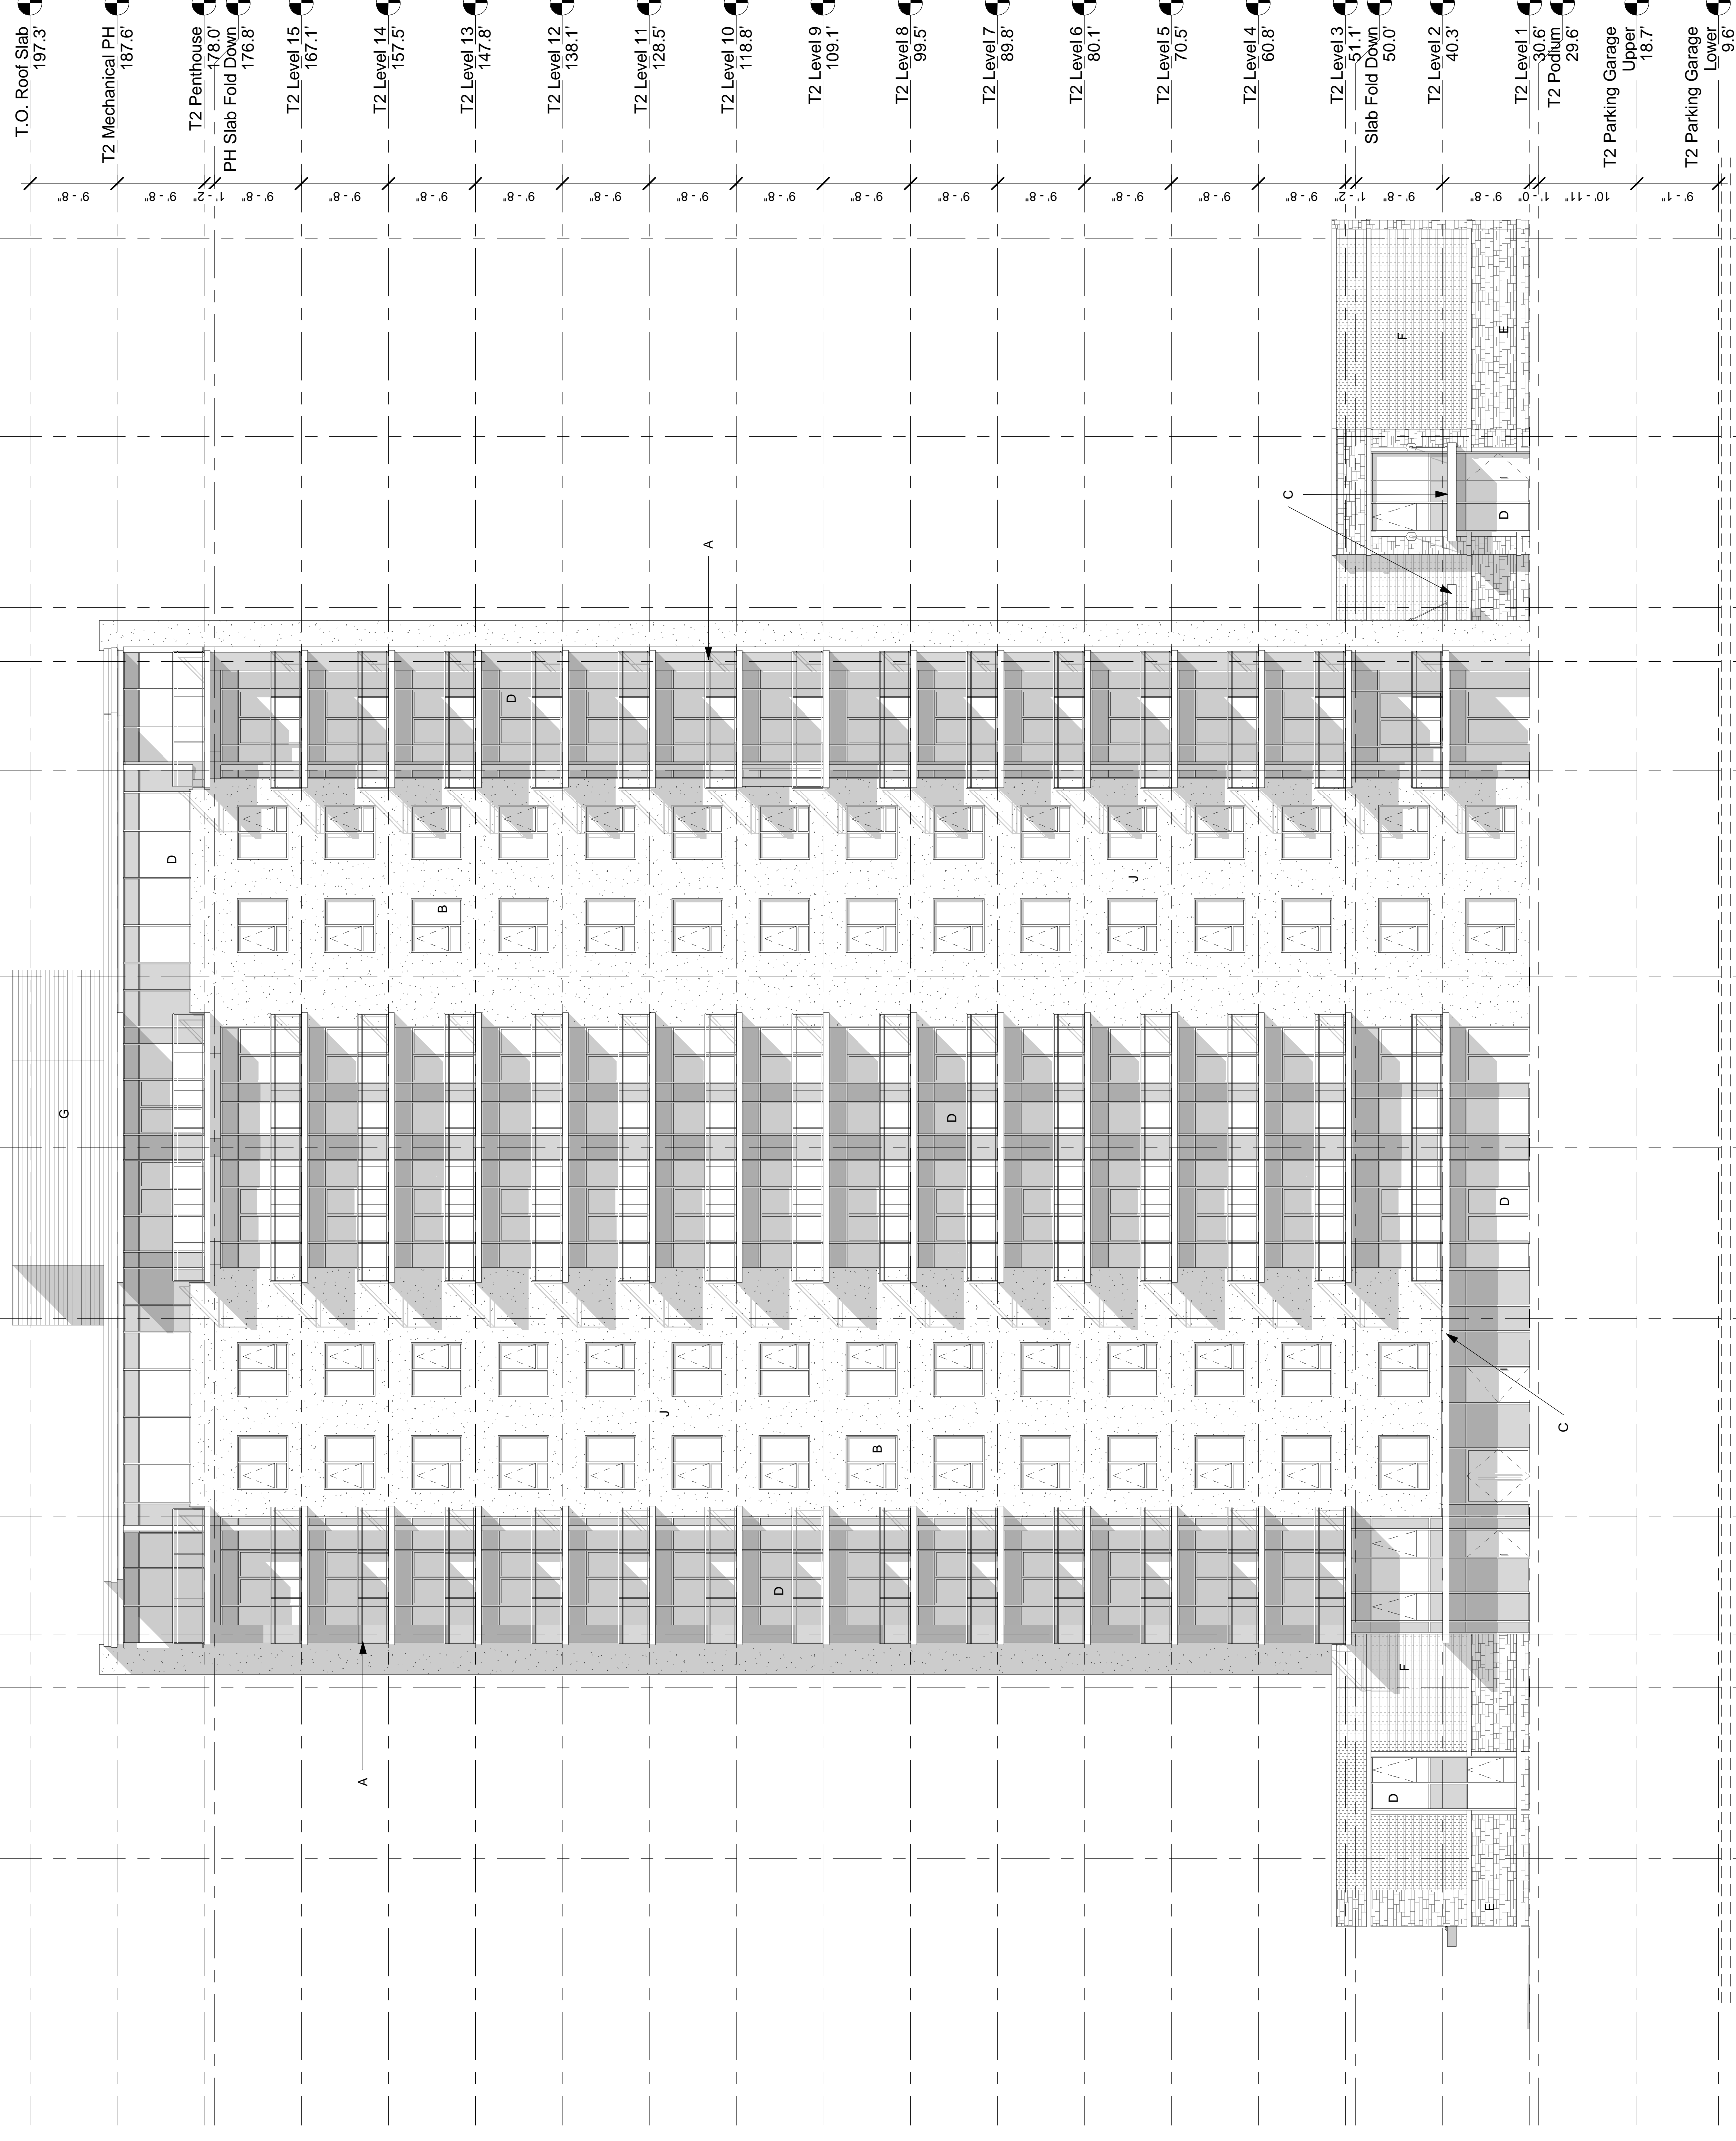 T.O. Roof Slab
197.3'
T2 Mechanical PH
187.6'
T2 Penthouse
178.0'
PH Slab Fold Down
176.8'
T2 Level 15
167.1'
T2 Level 14
157.5'
T2 Level 13
147.8'
T2 Level 12
138.1'
T2 Level 11
128.5'
T2 Level 10
118.8'
T2 Level 9
109.1'
T2 Level 8
99.5'
T2 Level 7
89.8'
T2 Level 6
80.1'
T2 Level 5
70.5'
T2 Level 4
60.8'
T2 Level 3
51.1'
Slab Fold Down
50.0'
T2 Level 2
40.3'
T2 Level 1
30.6'
T2 Podium
29.6'
T2 Parking Garage
Upper
18.7'
T2 Parking Garage
Lower
9.6'
9' - 8"
9' - 8"
1' - 2"
9' - 8"
9' - 8"
9' - 8"
9' - 8"
9' - 8"
9' - 8"
9' - 8"
9' - 8"
9' - 8"
9' - 8"
9' - 8"
9' - 8"
9' - 8"
1' - 2"
9' - 8"
9' - 8"
1' - 0"
10' - 11"
9' - 1"
F
E
C
D
A
D
D
B
J
G
D
D
J
B
C
D
F
A
D
E